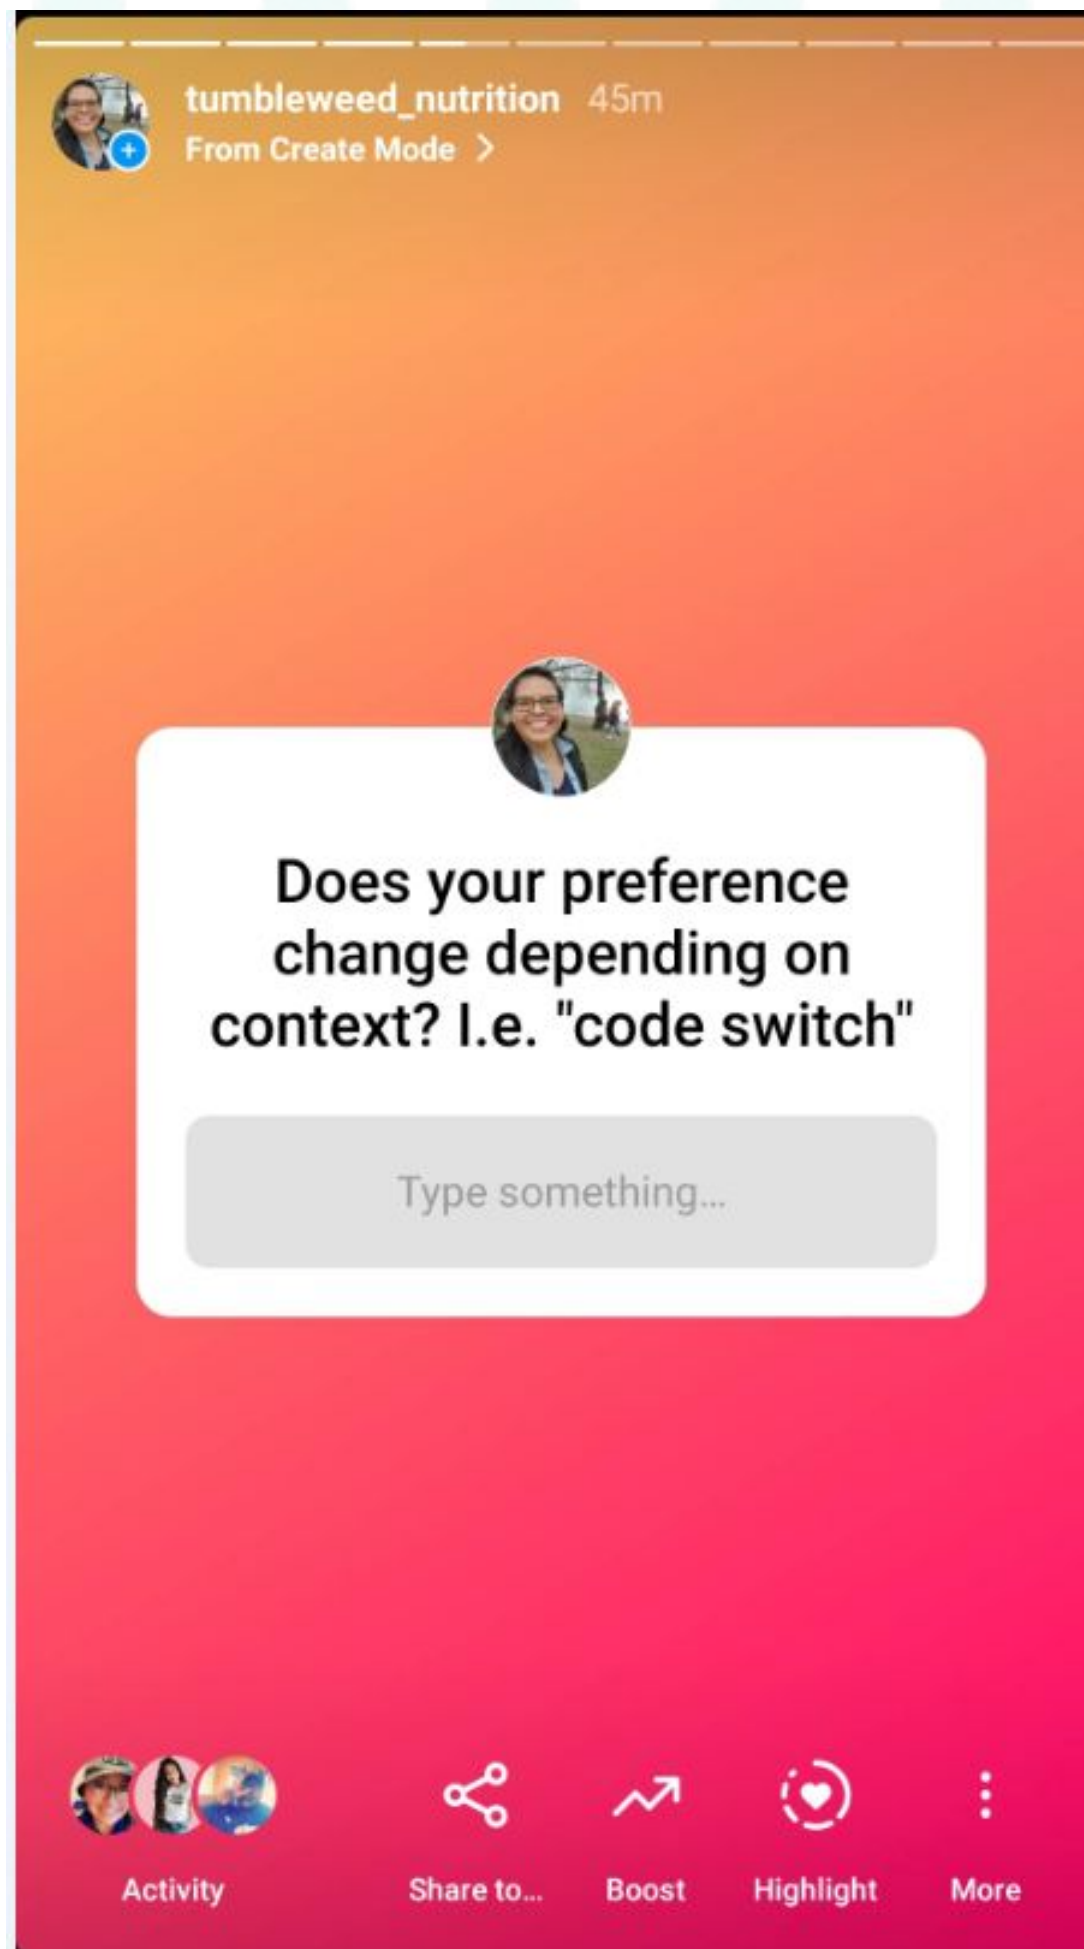 tumbleweed_nutrition 45m
From Create Mode >
Does your preference
change depending on
context? I.e. "code switch"
Type something...
Activity
Share to...
Boost
Highlight
More